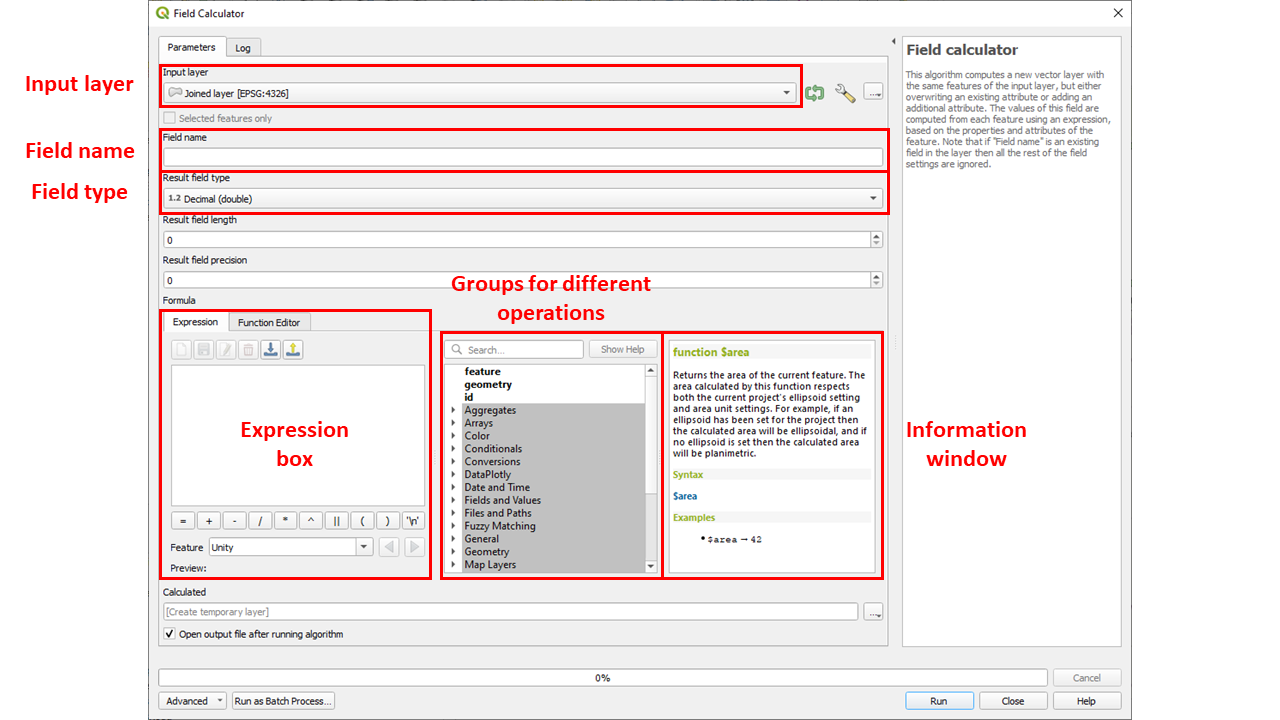 Field Calculator
Parameters
Log
Input layer
Input layer
Joined layer [EPSG:4326]
...
Selected features only
Field name
Field name
Result field type
Field type
1.2 Decimal (double)
Result field length
0
Result field precision
0
Groups for different
operations
Formula
Expression
Function Editor
Search...
Show Help
Expression
box
feature
geometry
id
Aggregates
Arrays
Color
Conditionals
Conversions
DataPlotly
Date and Time
Fields and Values
Files and Paths
Fuzzy Matching
General
Geometry
Map Layers
function $area
Returns the area of the current feature. The
area calculated by this function respects
both the current project's ellipsoid setting
and area unit settings. For example, if an
ellipsoid has been set for the project then
the calculated area will be ellipsoidal, and if
no ellipsoid is set then the calculated area
will be planimetric.
Syntax
$area
Examples
• $area → 42
Information
window
= + - / * ^ || ( ) '\n'
Feature Unity
Preview:
Calculated
[Create temporary layer]
...
Open output file after running algorithm
Field calculator
This algorithm computes a new vector layer with
the same features of the input layer, but either
overwriting an existing attribute or adding an
additional attribute. The values of this field are
computed from each feature using an expression,
based on the properties and attributes of the
feature. Note that if "Field name" is an existing
field in the layer then all the rest of the field
settings are ignored.
0%
Cancel
Advanced
Run as Batch Process...
Run
Close
Help